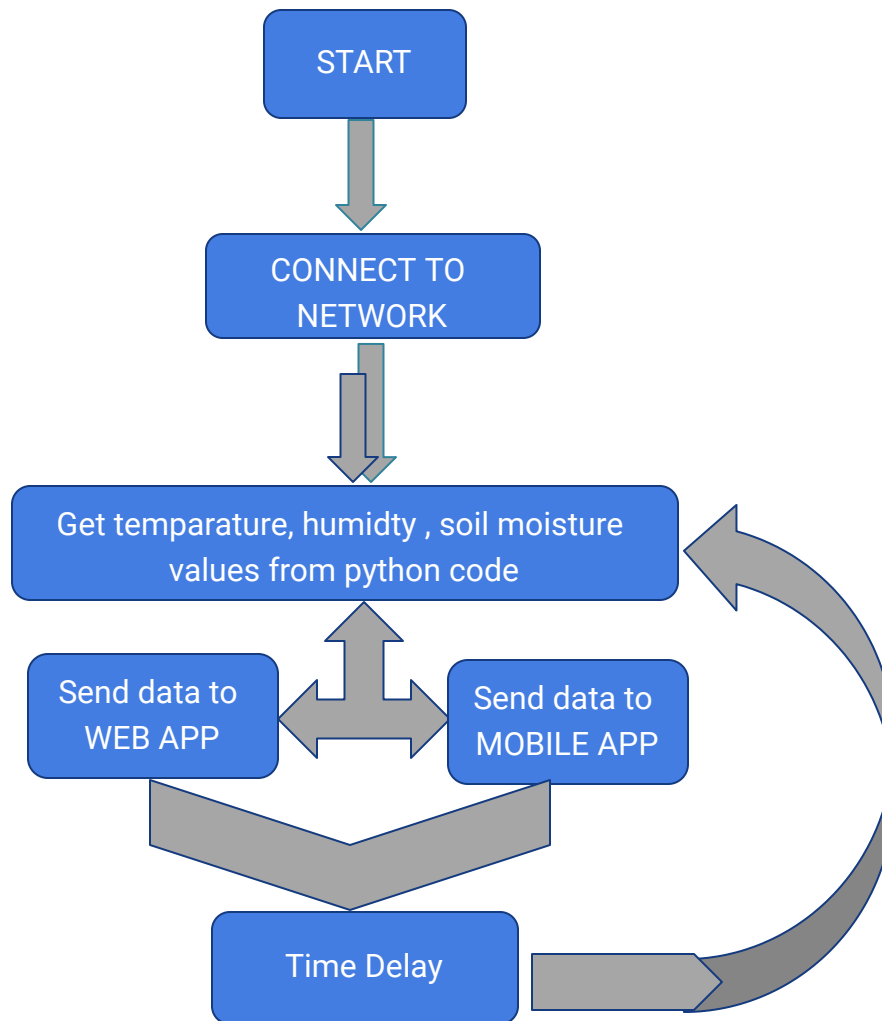 START
CONNECT TO
NETWORK
Get temparature, humidty , soil moisture
values from python code
Send data to
WEB APP
Send data to
MOBILE APP
Time Delay